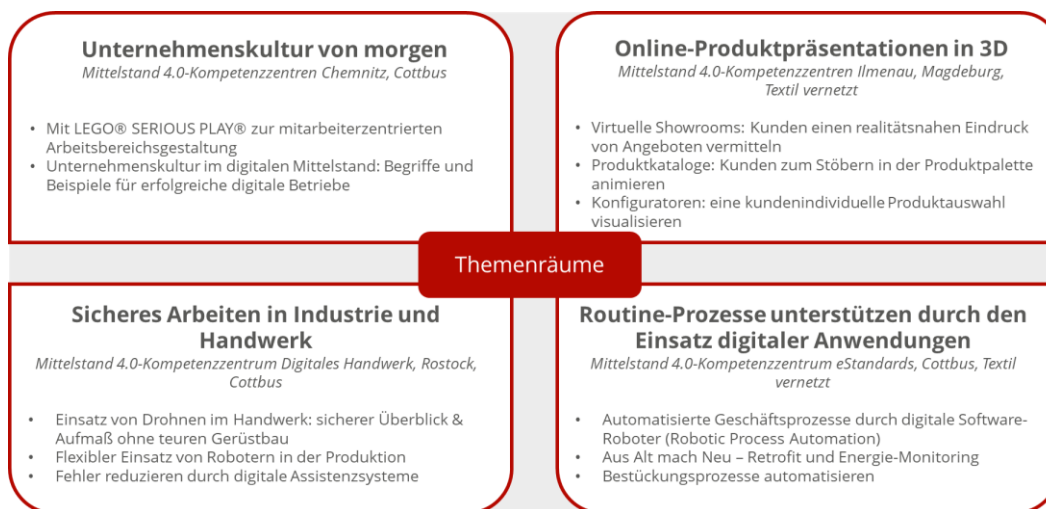 Unternehmenskultur von morgen
Mittelstand 4.0-Kompetenzzentren Chemnitz, Cottbus
• Mit LEGO® SERIOUS PLAY® zur mitarbeiterzentrierten
Arbeitsbereichsgestaltung
• Unternehmenskultur im digitalen Mittelstand: Begriffe und
Beispiele für erfolgreiche digitale Betriebe
Online-Produktpräsentationen in 3D
Mittelstand 4.0-Kompetenzzentren Ilmenau, Magdeburg,
Textil vernetzt
• Virtuelle Showrooms: Kunden einen realitätsnahen Eindruck
von Angeboten vermitteln
• Produktkataloge: Kunden zum Stöbern in der Produktpalette
animieren
• Konfiguratoren: eine kundenindividuelle Produktauswahl
visualisieren
Themenräume
Sicheres Arbeiten in Industrie und
Handwerk
Mittelstand 4.0-Kompetenzzentrum Digitales Handwerk, Rostock,
Cottbus
• Einsatz von Drohnen im Handwerk: sicherer Überblick &
Aufmaß ohne teuren Gerüstbau
• Flexibler Einsatz von Robotern in der Produktion
• Fehler reduzieren durch digitale Assistenzsysteme
Routine-Prozesse unterstützen durch den
Einsatz digitaler Anwendungen
Mittelstand 4.0-Kompetenzzentrum eStandards, Cottbus, Textil
vernetzt
• Automatisierte Geschäftsprozesse durch digitale Software-
Roboter (Robotic Process Automation)
• Aus Alt mach Neu – Retrofit und Energie-Monitoring
• Bestückungsprozesse automatisieren